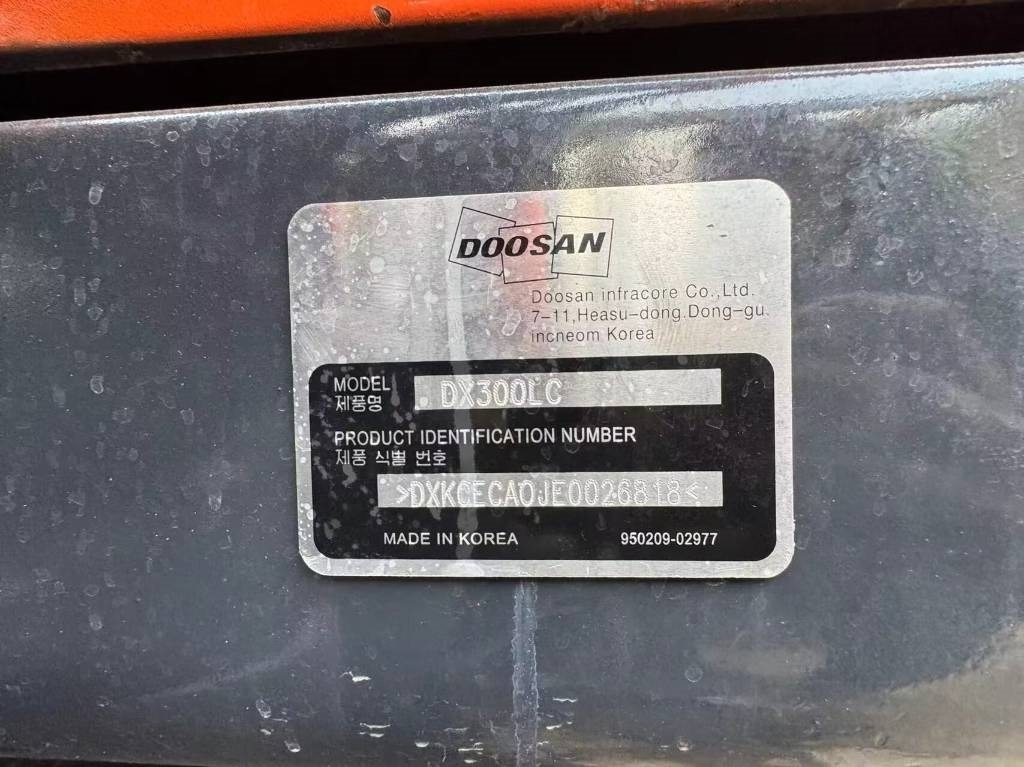 DOOSAN
Doosan infracore Co.,Ltd.
7-11,Heasu-dong.Dong-gu.
incneom Korea
MODEL DX300LC
제품명
PRODUCT IDENTIFICATION NUMBER
제품 식별 번호
>DXKCECAOJE0026818<
MADE IN KOREA 950209-02977